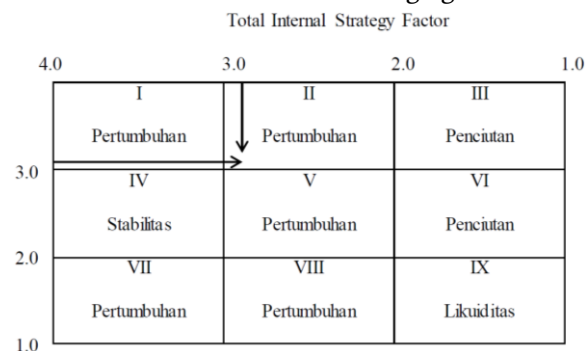 Total Internal Strategy Factor
4.0 3.0 2.0 1.0
I II III
Pertumbuhan Pertumbuhan Penciutan
3.0
IV V VI
Stabilitas Pertumbuhan Penciutan
2.0
VII VIII IX
Pertumbuhan Pertumbuhan Likuiditas
1.0